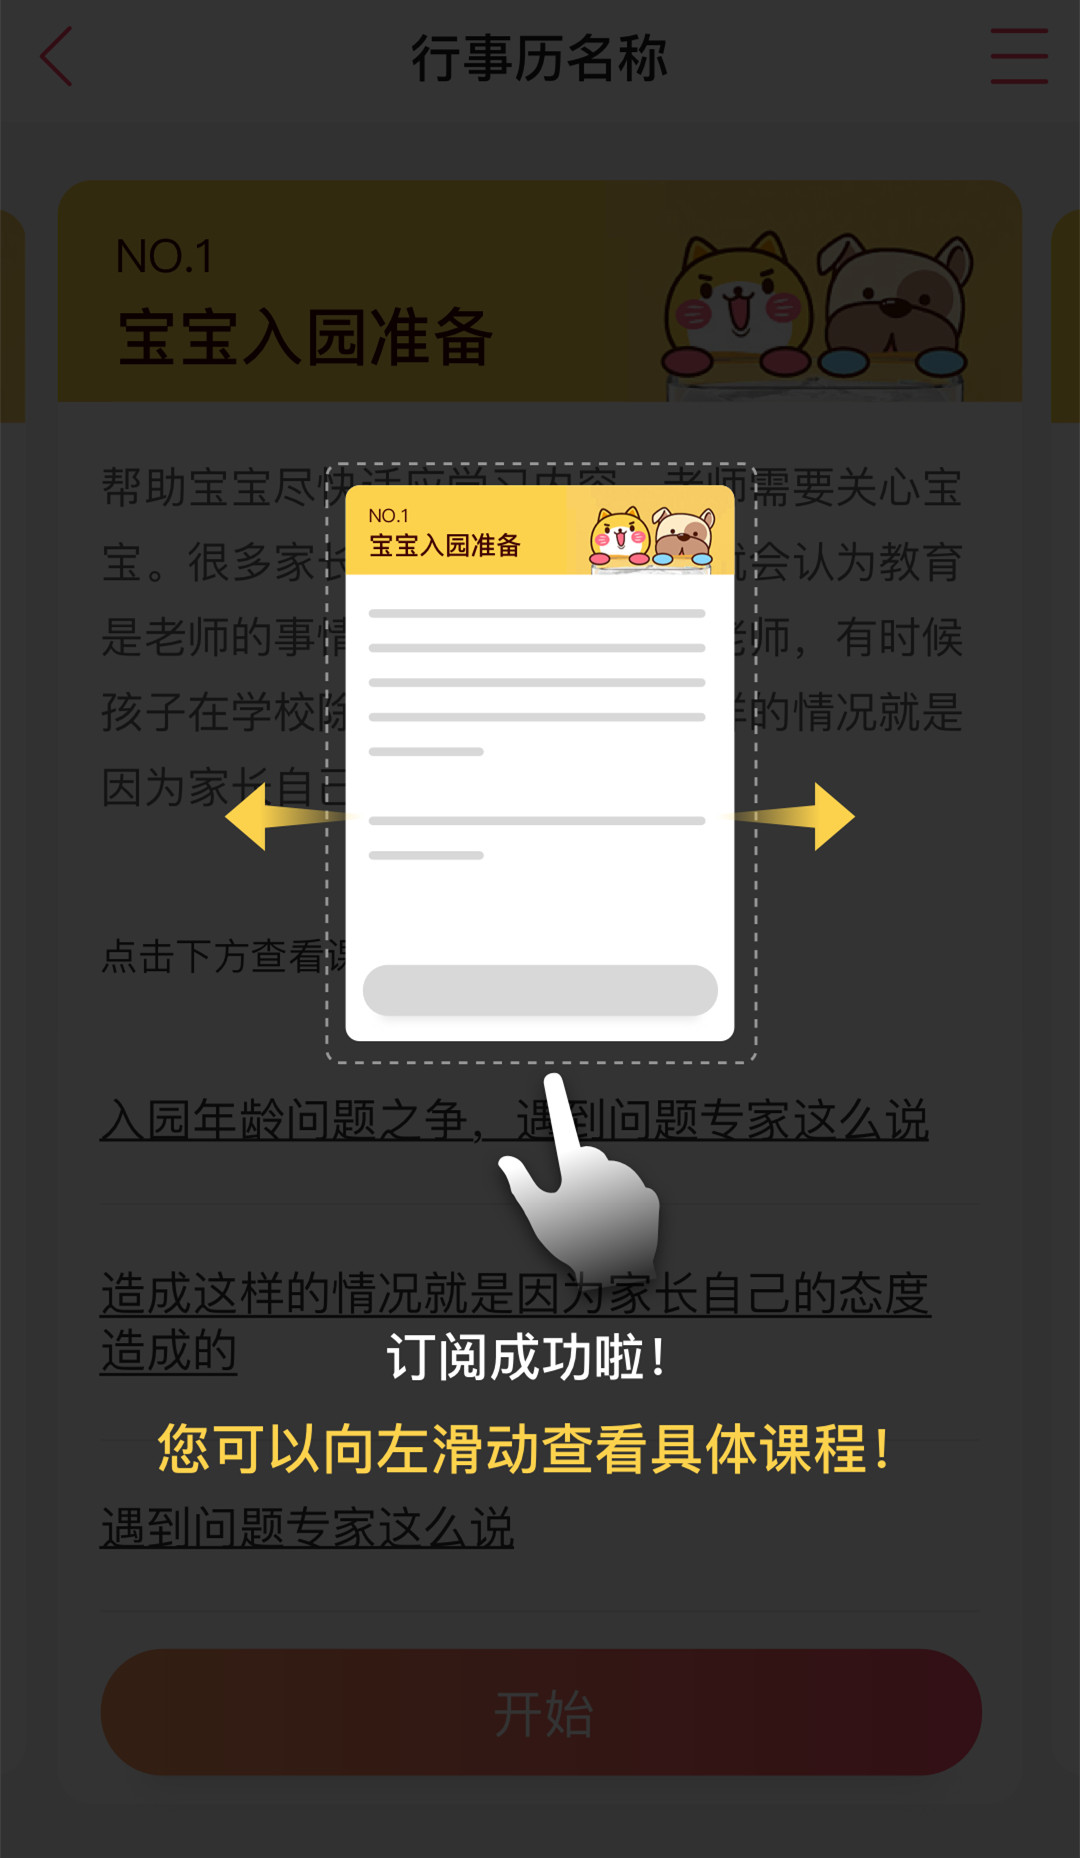 行事历名称
NO.1
宝宝入园准备
帮助宝宝尽快适应学习内容，老师需要关心宝
宝。很多家长 就会认为教育
是老师的事情 老师，有时候
孩子在学校除 样的情况就是
因为家长自己
NO.1
宝宝入园准备
点击下方查看课
入园年龄问题之争，遇到问题专家这么说
造成这样的情况就是因为家长自己的态度
造成的
订阅成功啦！
您可以向左滑动查看具体课程！
遇到问题专家这么说
开始